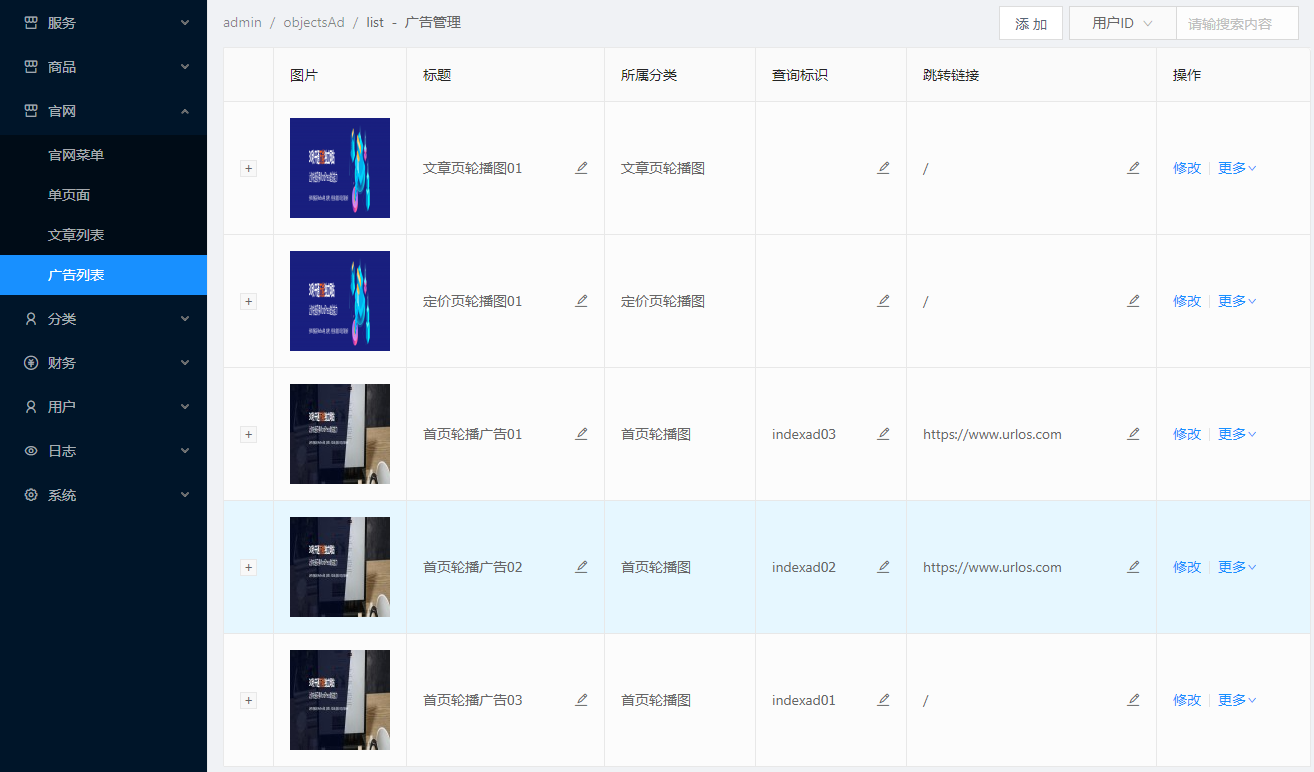 服务
商品
官网
官网菜单
单页面
文章列表
广告列表
分类
财务
用户
日志
系统
admin / objectsAd / list - 广告管理
添 加 用户ID 请输搜索内容
图片 标题 所属分类 查询标识 跳转链接 操作
+ 文章页轮播图01 文章页轮播图 / 修改 更多
+ 定价页轮播图01 定价页轮播图 / 修改 更多
+ 首页轮播广告01 首页轮播图 indexad03 https://www.urlos.com 修改 更多
+ 首页轮播广告02 首页轮播图 indexad02 https://www.urlos.com 修改 更多
+ 首页轮播广告03 首页轮播图 indexad01 / 修改 更多